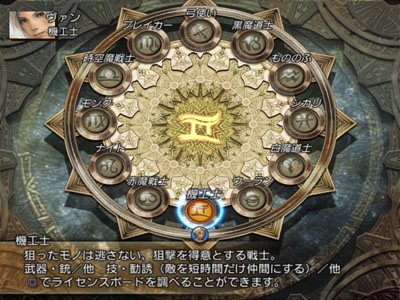 ヴァン
機工士
弓使い
ブレイカー
黒魔道士
時空魔戦士
もののふ
モンク
シカリ
ナイト
白魔道士
赤魔戦士
ウーラン
機工士
機工士
狙ったモノは逃さない、狙撃を得意とする戦士。
武器・銃／他　技・勧誘（敵を短時間だけ仲間にする）／他
□でライセンスボードを調べることができます。